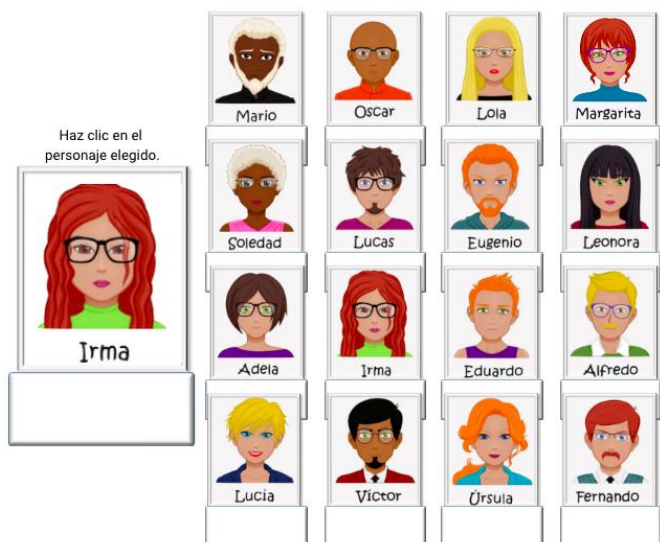 Haz clic en el
personaje elegido.
Irma
Mario
Oscar
Lola
Margarita
Soledad
Lucas
Eugenio
Leonora
Adela
Irma
Eduardo
Alfredo
Lucía
Víctor
Úrsula
Fernando